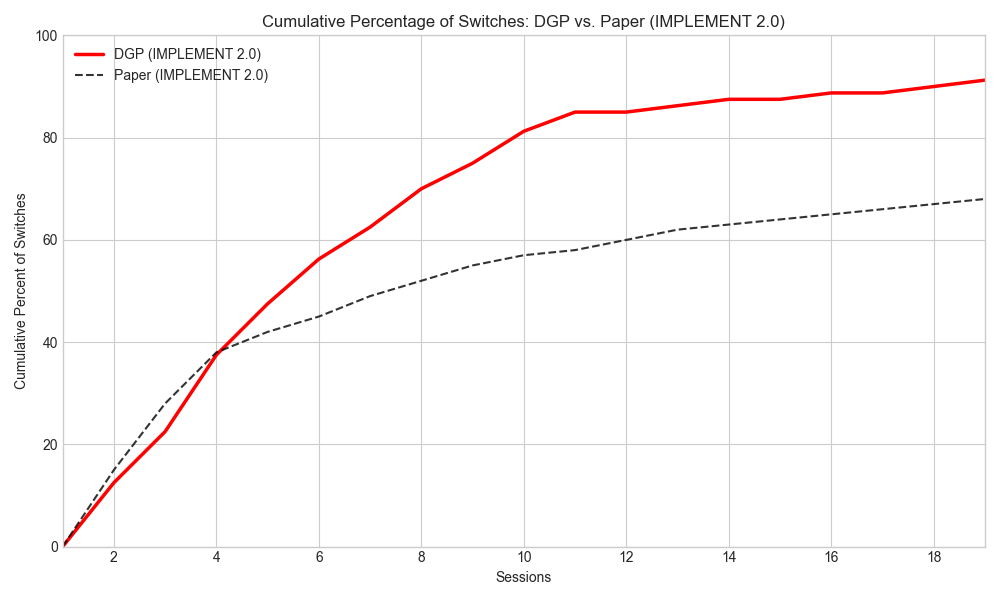 Cumulative Percentage of Switches: DGP vs. Paper (IMPLEMENT 2.0)
DGP (IMPLEMENT 2.0)
Paper (IMPLEMENT 2.0)
Cumulative Percent of Switches
100
80
60
40
20
0
2 4 6 8 10 12 14 16 18
Sessions